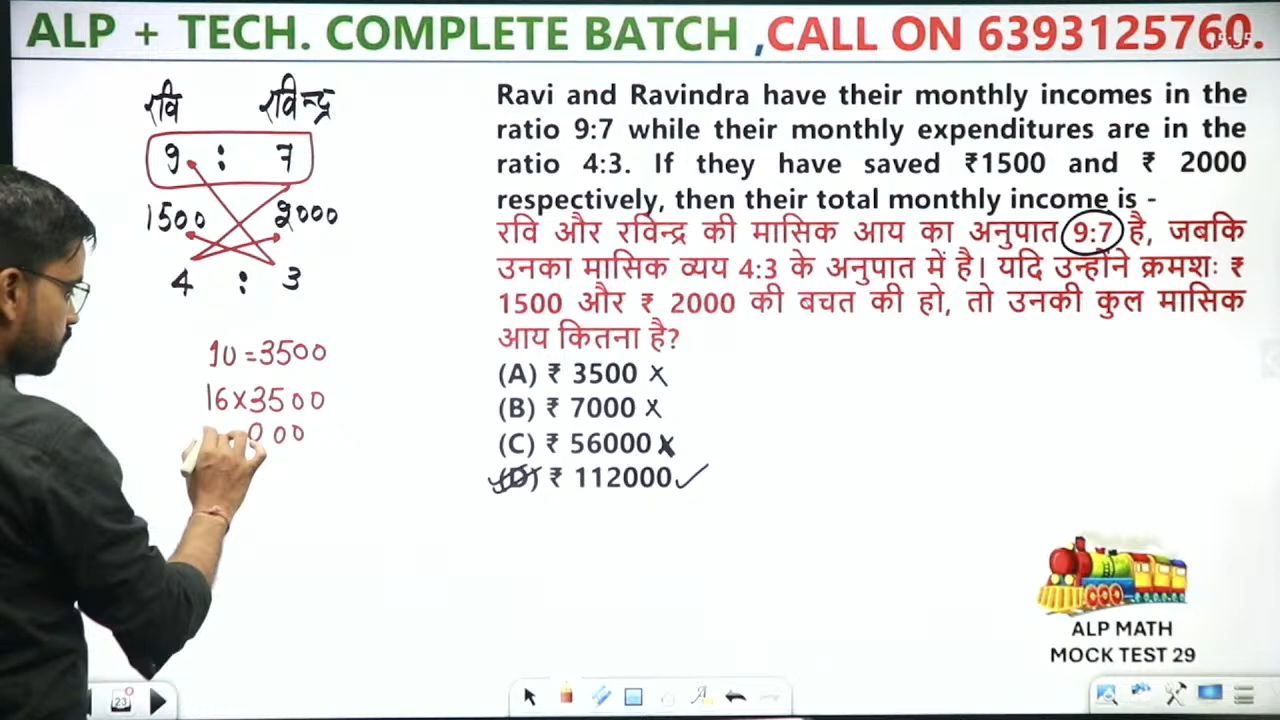 ALP + TECH. COMPLETE BATCH ,CALL ON 6393125760.
रवि रविन्द्र
9 : 7
1500 2000
4 : 3
1U = 3500
16 × 3500
000
Ravi and Ravindra have their monthly incomes in the
ratio 9:7 while their monthly expenditures are in the
ratio 4:3. If they have saved ₹1500 and ₹ 2000
respectively, then their total monthly income is -
रवि और रविन्द्र की मासिक आय का अनुपात 9:7 है, जबकि
उनका मासिक व्यय 4:3 के अनुपात में है। यदि उन्होंने क्रमशः ₹
1500 और ₹ 2000 की बचत की हो, तो उनकी कुल मासिक
आय कितना है?
(A) ₹ 3500
(B) ₹ 7000
(C) ₹ 56000
(D) ₹ 112000
ALP MATH
MOCK TEST 29
23